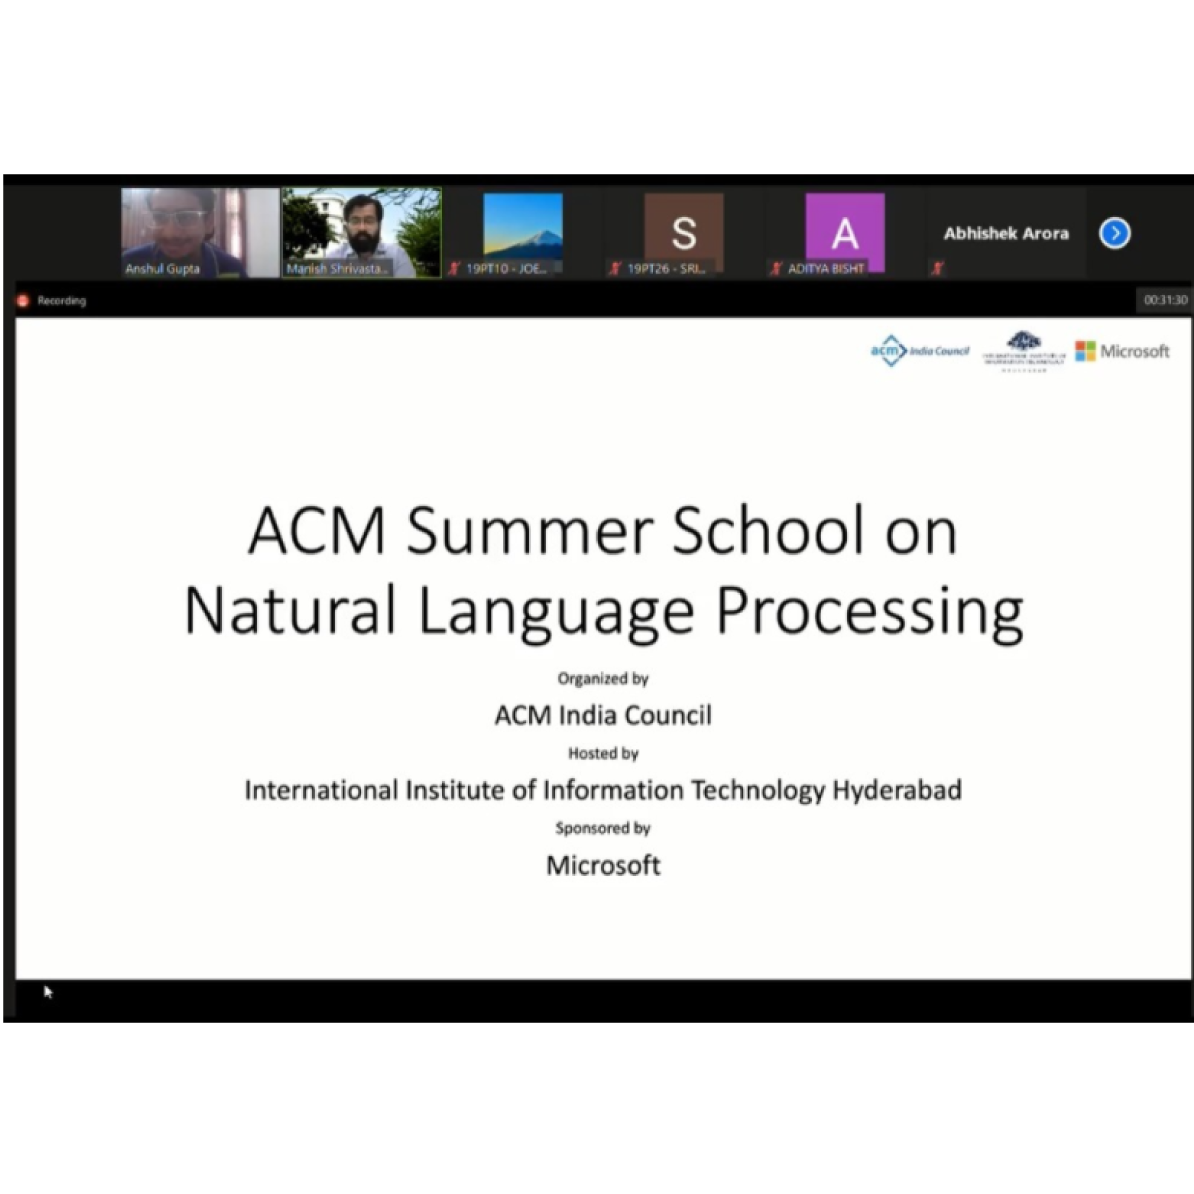 Anshul Gupta
Manish Shrivasta...
19PT10 - JOE...
S
19PT26 - SRI...
A
ADITYA BISHT
Abhishek Arora
Recording
00:31:30
acm India Council
Microsoft
ACM Summer School on
Natural Language Processing
Organized by
ACM India Council
Hosted by
International Institute of Information Technology Hyderabad
Sponsored by
Microsoft